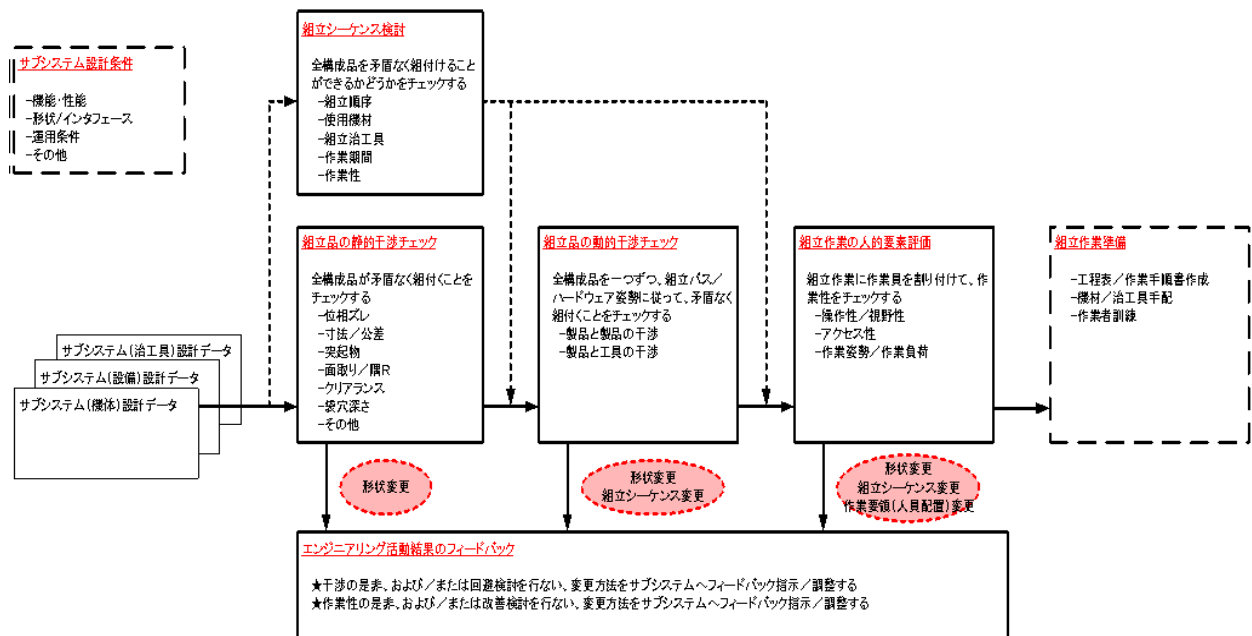 サブシステム設計条件
-機能・性能
-形状/インタフェース
-運用条件
-その他
組立シーケンス検討
全構成品を矛盾なく組付けること
ができるかどうかをチェックする
-組立順序
-使用機材
-組立治工具
-作業期間
-作業性
サブシステム(治工具)設計データ
サブシステム(設備)設計データ
サブシステム(機体)設計データ
組立品の静的干渉チェック
全構成品が矛盾なく組付くことを
チェックする
-位相ズレ
-寸法/公差
-突起物
-面取り/隅R
-クリアランス
-袋穴深さ
-その他
組立品の動的干渉チェック
全構成品を一つずつ、組立パス/
ハードウェア姿勢に従って、矛盾なく
組付くことをチェックする
-製品と製品の干渉
-製品と工具の干渉
組立作業の人的要素評価
組立作業に作業員を割り付けて、作
業性をチェックする
-操作性/視野性
-アクセス性
-作業姿勢/作業負荷
組立作業準備
-工程表/作業手順書作成
-機材/治工具手配
-作業者訓練
形状変更
形状変更
組立シーケンス変更
形状変更
組立シーケンス変更
作業要領(人員配置)変更
エンジニアリング活動結果のフィードバック
★干渉の是非、および/または回避検討を行ない、変更方法をサブシステムへフィードバック指示/調整する
★作業性の是非、および/または改善検討を行ない、変更方法をサブシステムへフィードバック指示/調整する